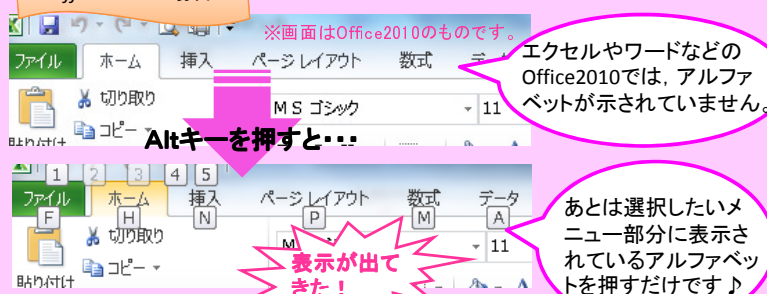 ※画面はOffice2010のものです。
ファイル ホーム 挿入 ページ レイアウト 数式
切り取り
コピー
MS ゴシック 11
エクセルやワードなどの
Office2010では，アルファ
ベットが示されていません。
Altキーを押すと・・・
1 2 3 4 5
ファイル ホーム 挿入 ページ レイアウト 数式 データ
F H N P M A
切り取り
コピー
11
貼り付け
表示が出て
きた！
あとは選択したいメ
ニュー部分に表示さ
れているアルファベッ
トを押すだけです♪